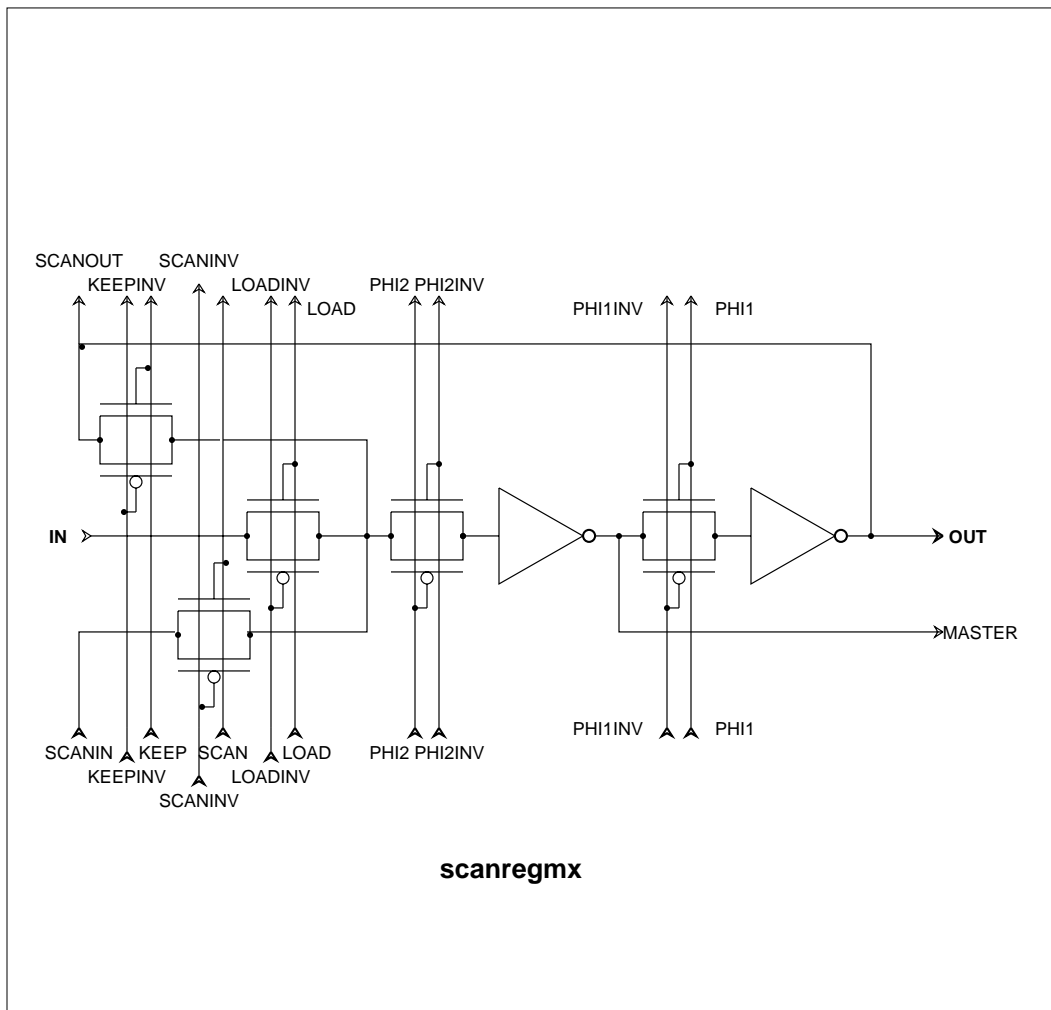 SCANOUT SCANINV
KEEPINV LOADINV PHI2 PHI2INV
LOAD PHI1INV PHI1
IN OUT
MASTER
PHI1INV PHI1
SCANIN KEEP SCAN LOAD PHI2 PHI2INV
KEEPINV LOADINV
SCANINV
scanregmx